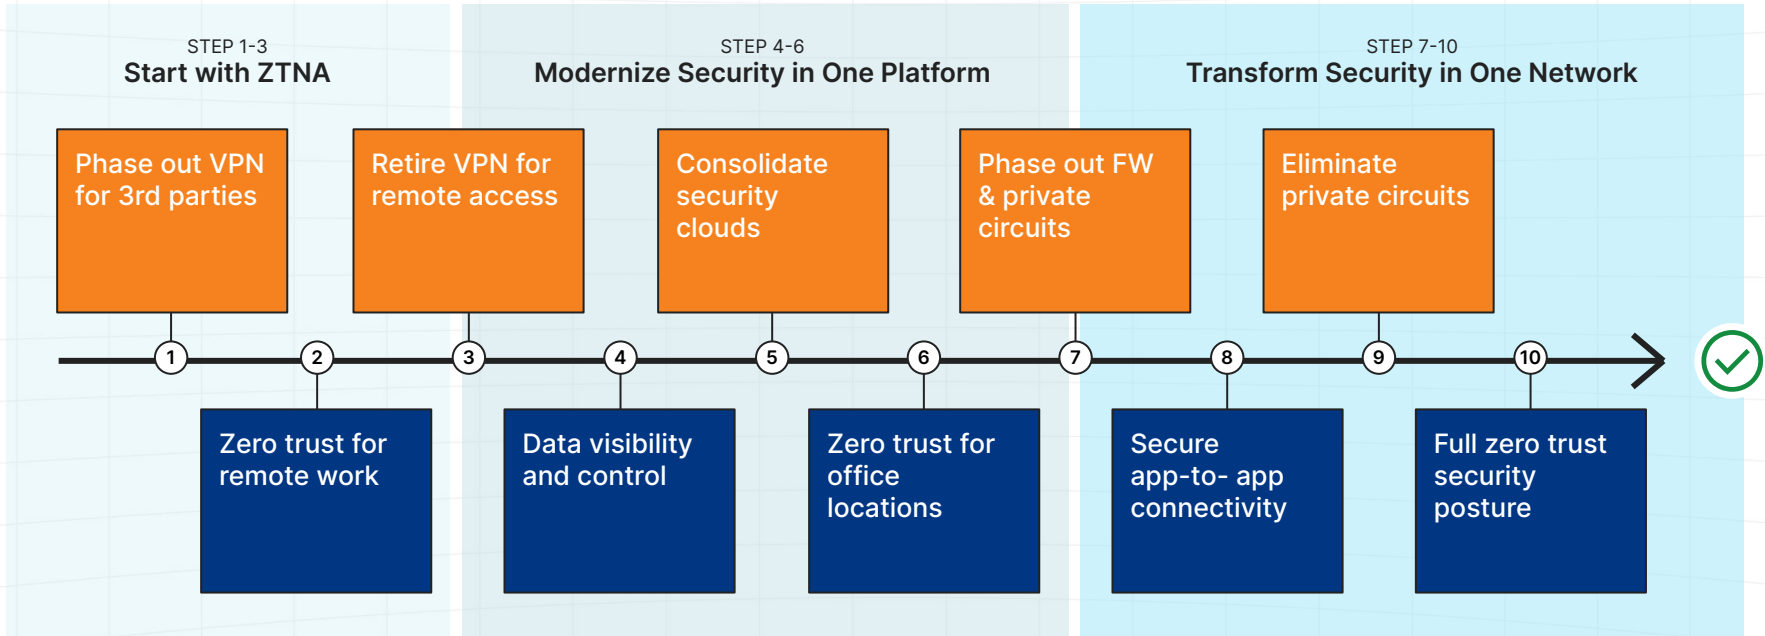 STEP 1-3
Start with ZTNA
STEP 4-6
Modernize Security in One Platform
STEP 7-10
Transform Security in One Network
Phase out VPN
for 3rd parties
Retire VPN for
remote access
Consolidate
security
clouds
Phase out FW
& private
circuits
Eliminate
private circuits
1
2
3
4
5
6
7
8
9
10
Zero trust for
remote work
Data visibility
and control
Zero trust for
office
locations
Secure
app-to- app
connectivity
Full zero trust
security
posture